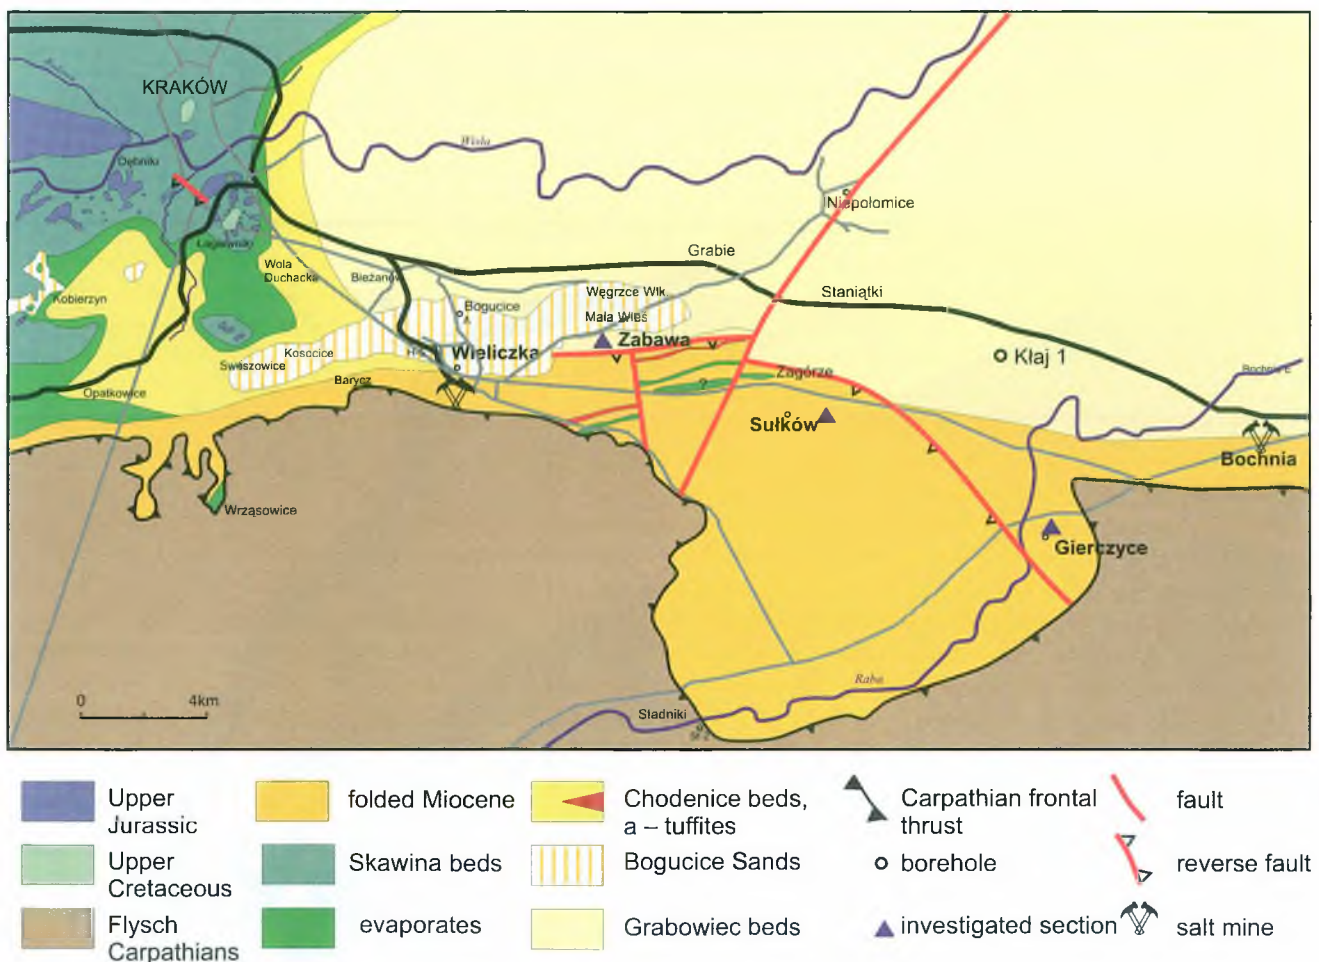 KRAKÓW
Wisła
Dębniki
Niepołomice
Łagiewniki
Grabie
Wola
Duchacka
Bieżanów
Staniątki
Kobierzyn
Węgrzce Wlk.
Bogucice
Mała Wieś
Zabawa
Kosocice
Wieliczka
Kłaj 1
Swoszowice
Zagórze
Barycz
?
Opatkowice
Sułków
Bochnia
Wrząsowice
Gierczyce
Raba
0 4km
Sładniki
Upper
Jurassic
folded Miocene
Chodenice beds,
a – tuffites
Carpathian frontal
thrust
fault
Upper
Cretaceous
Skawina beds
Bogucice Sands
borehole
reverse fault
Flysch
Carpathians
evaporates
Grabowiec beds
investigated section
salt mine